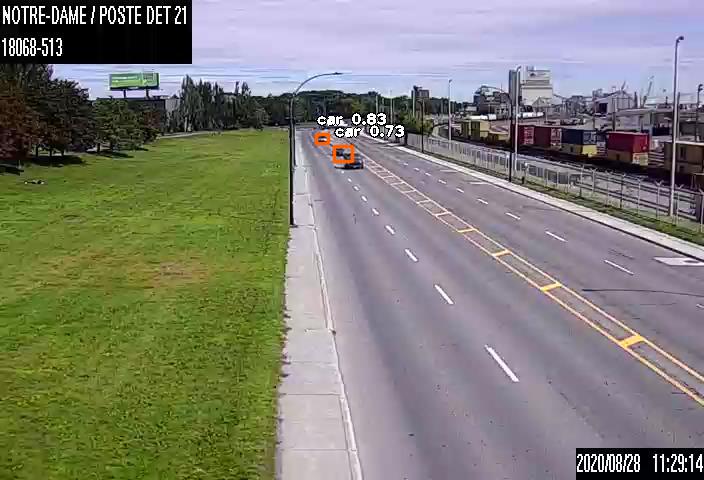 NOTRE-DAME / POSTE DET 21
18068-513
car 0.83
car 0.73
2020/08/28 11:29:14